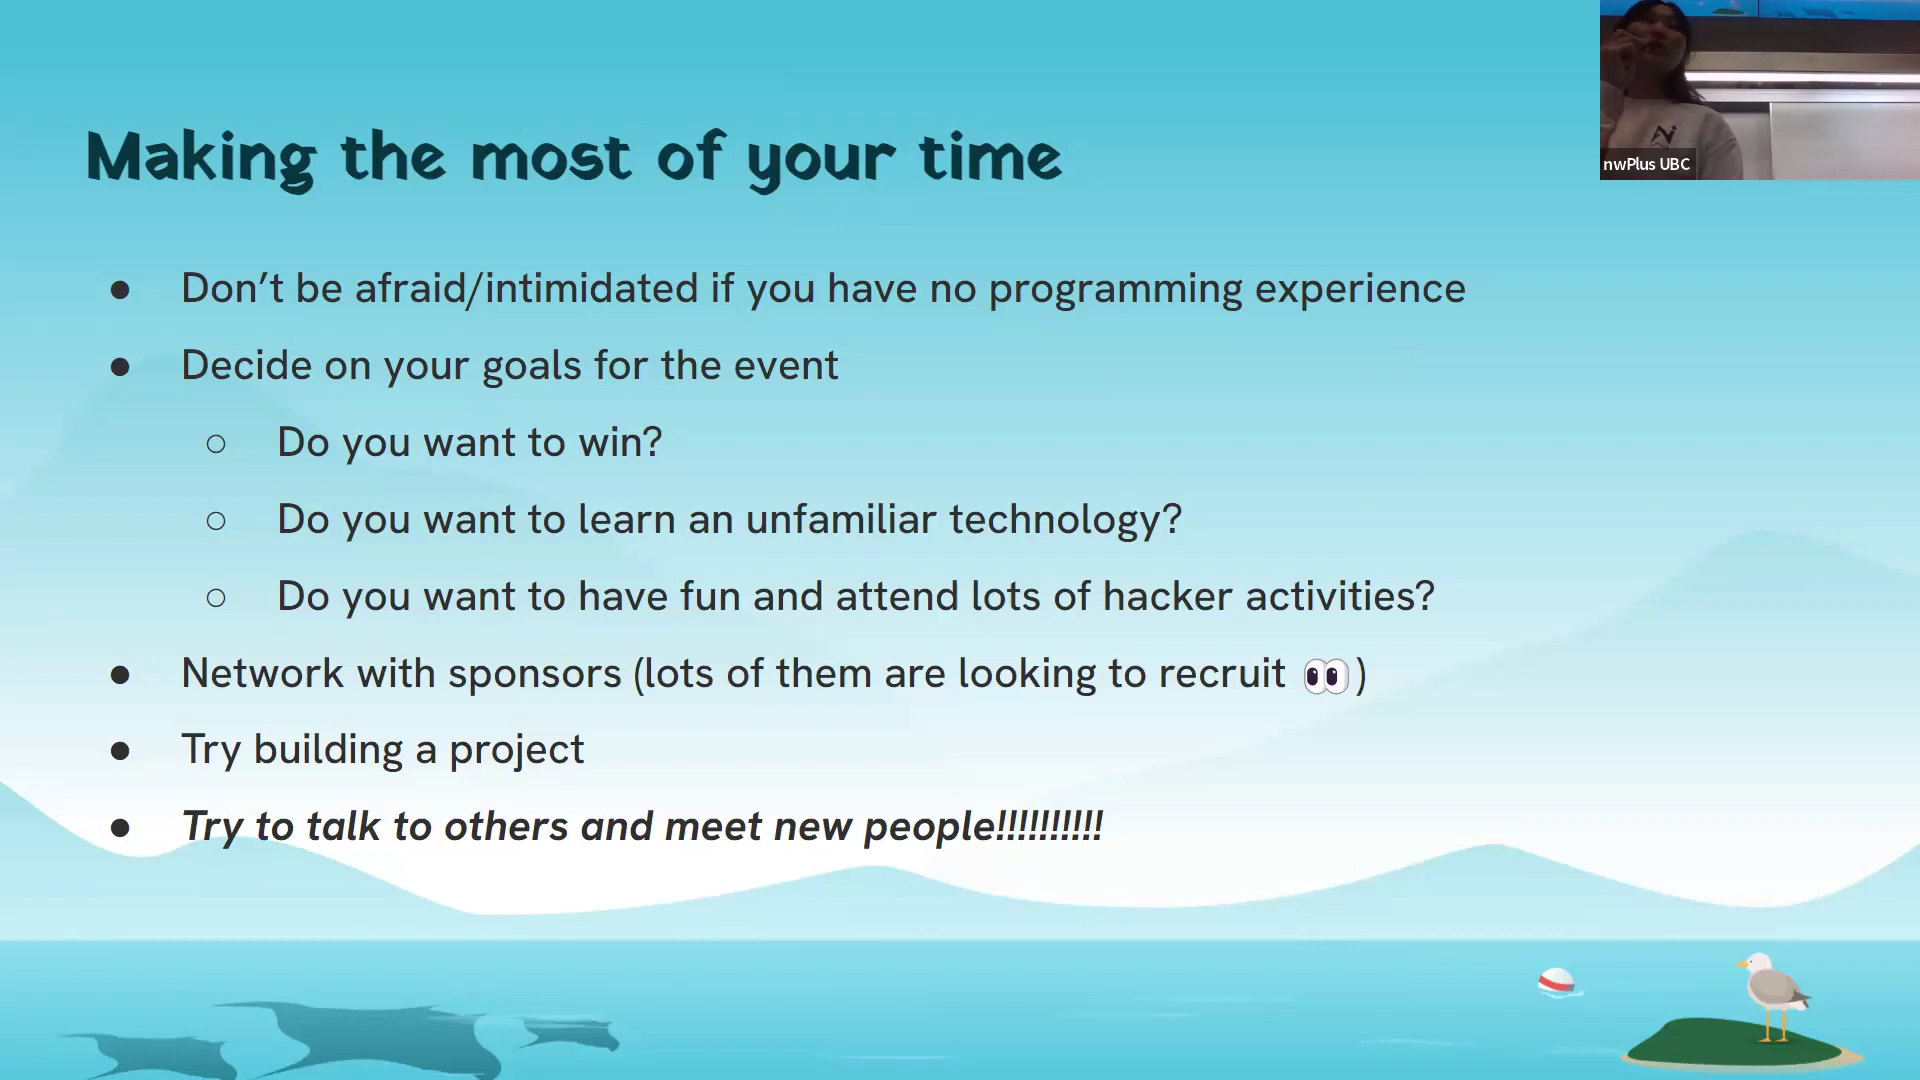 Making the most of your time
nwPlus UBC
● Don’t be afraid/intimidated if you have no programming experience
● Decide on your goals for the event
○ Do you want to win?
○ Do you want to learn an unfamiliar technology?
○ Do you want to have fun and attend lots of hacker activities?
● Network with sponsors (lots of them are looking to recruit 👀)
● Try building a project
● Try to talk to others and meet new people!!!!!!!!!!